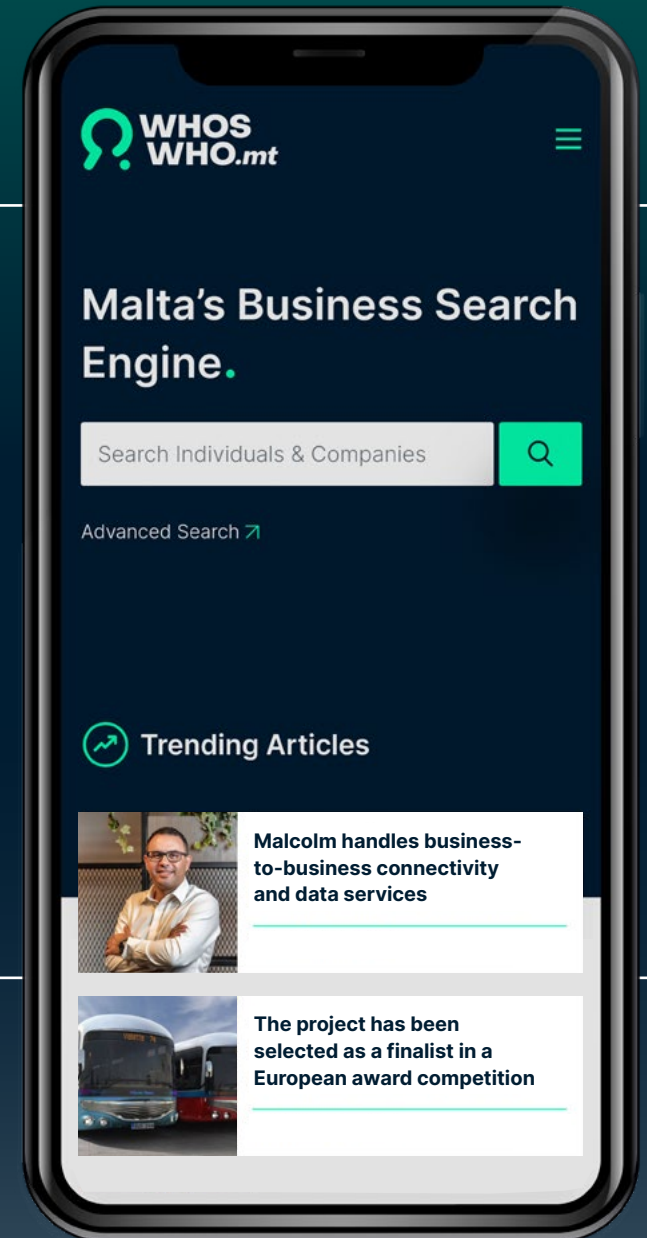 WHOS
WHO.mt
Malta’s Business Search
Engine.
Search Individuals & Companies
Advanced Search
Trending Articles
Malcolm handles business-
to-business connectivity
and data services
The project has been
selected as a finalist in a
European award competition